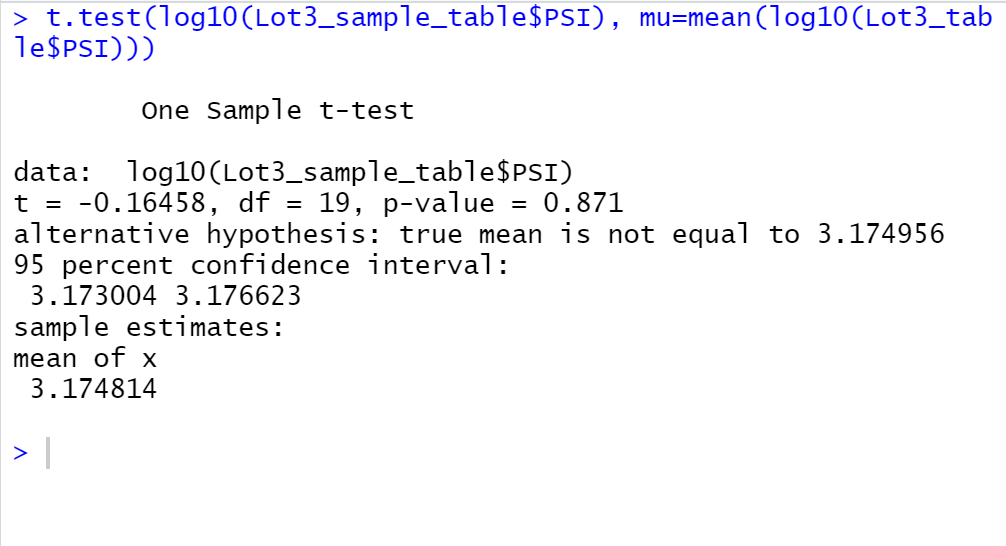 > t.test(log10(Lot3_sample_table$PSI), mu=mean(log10(Lot3_tab
le$PSI)))
One Sample t-test
data:  log10(Lot3_sample_table$PSI)
t = -0.16458, df = 19, p-value = 0.871
alternative hypothesis: true mean is not equal to 3.174956
95 percent confidence interval:
3.173004 3.176623
sample estimates:
mean of x
3.174814
>